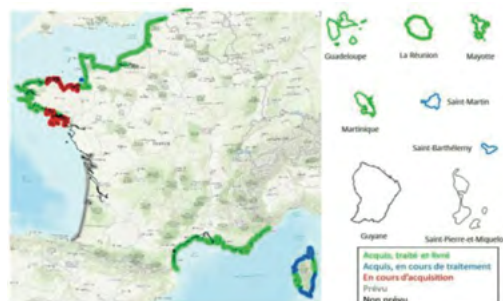 Guadeloupe
La Réunion
Mayotte
Martinique
Saint-Martin
Saint-Barthélemy
Guyane
Saint-Pierre-et-Miquelo
Acquis, traité et livré
Acquis, en cours de traitement
En cours d'acquisition
Prévu
Non prévu